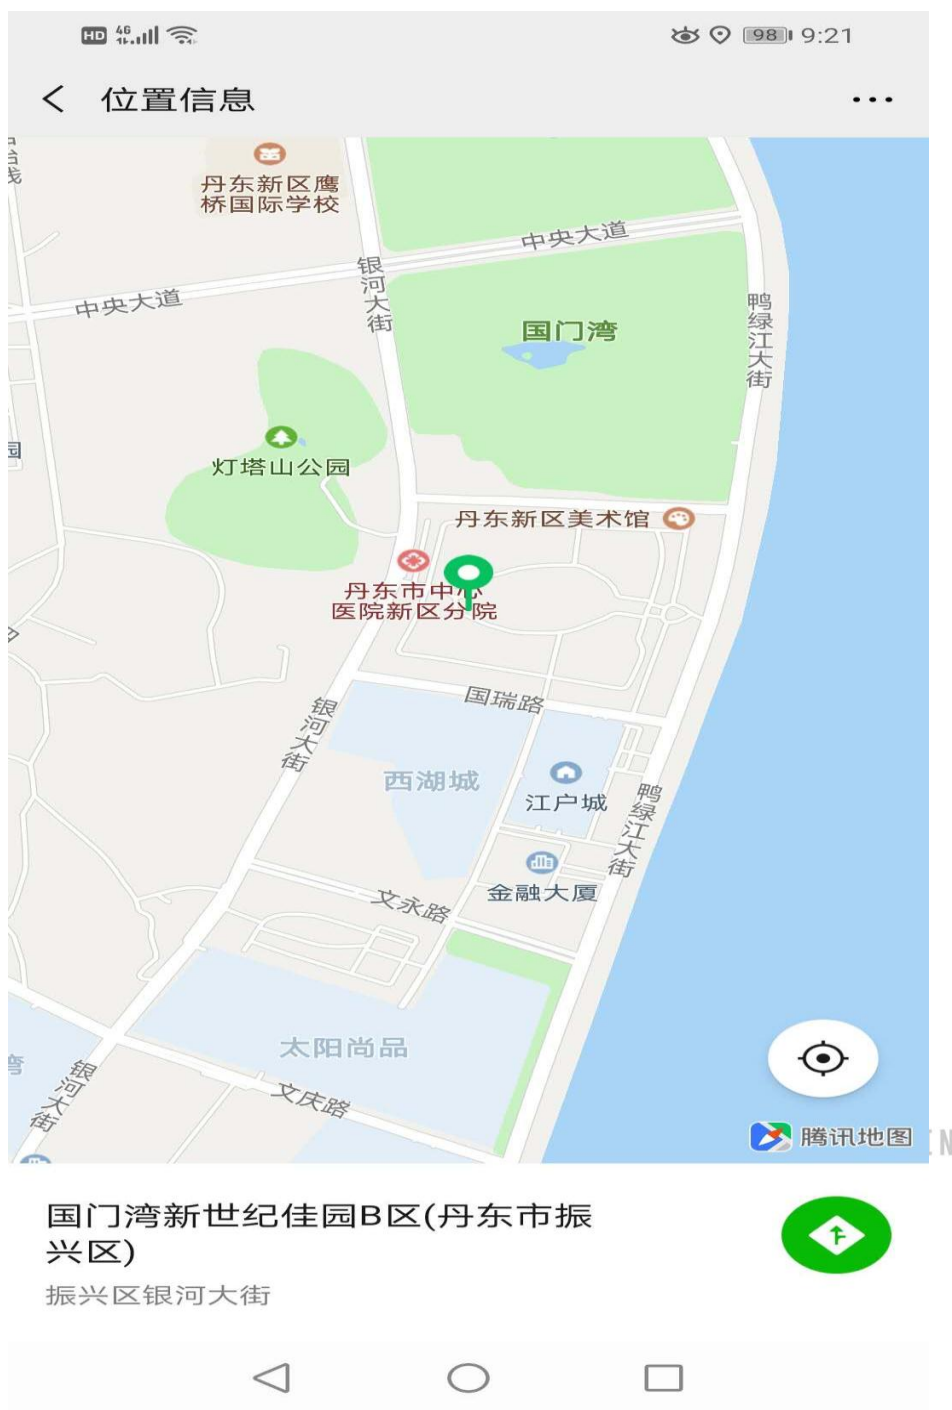 HD 4G 98 9:21
位置信息
丹东新区鹰
桥国际学校
中央大道
银河大街
中央大道
鸭绿江大街
国门湾
灯塔山公园
园
丹东新区美术馆
丹东市中心
医院新区分院
国瑞路
银河大街
西湖城
江户城
鸭绿江大街
金融大厦
文永路
太阳尚品
湾
银河大街
文庆路
腾讯地图
国门湾新世纪佳园B区(丹东市振
兴区)
振兴区银河大街